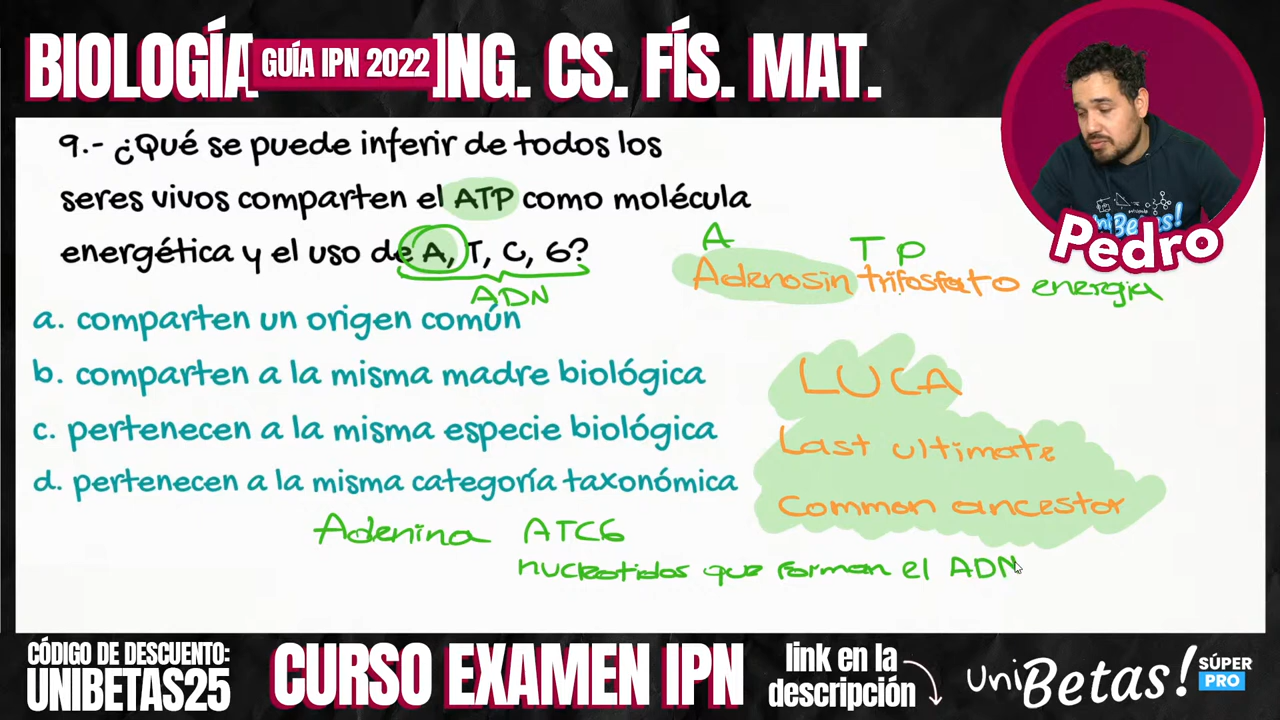 BIOLOGÍA[GUÍA IPN 2022]ING. CS. FÍS. MAT.
9.- ¿Qué se puede inferir de todos los
seres vivos comparten el ATP como molécula
energética y el uso de A, T, C, G?
ADN
a. comparten un origen común
b. comparten a la misma madre biológica
c. pertenecen a la misma especie biológica
d. pertenecen a la misma categoría taxonómica
A T P
Adenosin trifosfato energia
LUCA
Last ultimate
Common ancestor
Adenina ATCG
nucleotidos que forman el ADN
UniBetas!
Pedro
CÓDIGO DE DESCUENTO:
UNIBETAS25
CURSO EXAMEN IPN
link en la
descripción
uniBetas! SÚPER
PRO